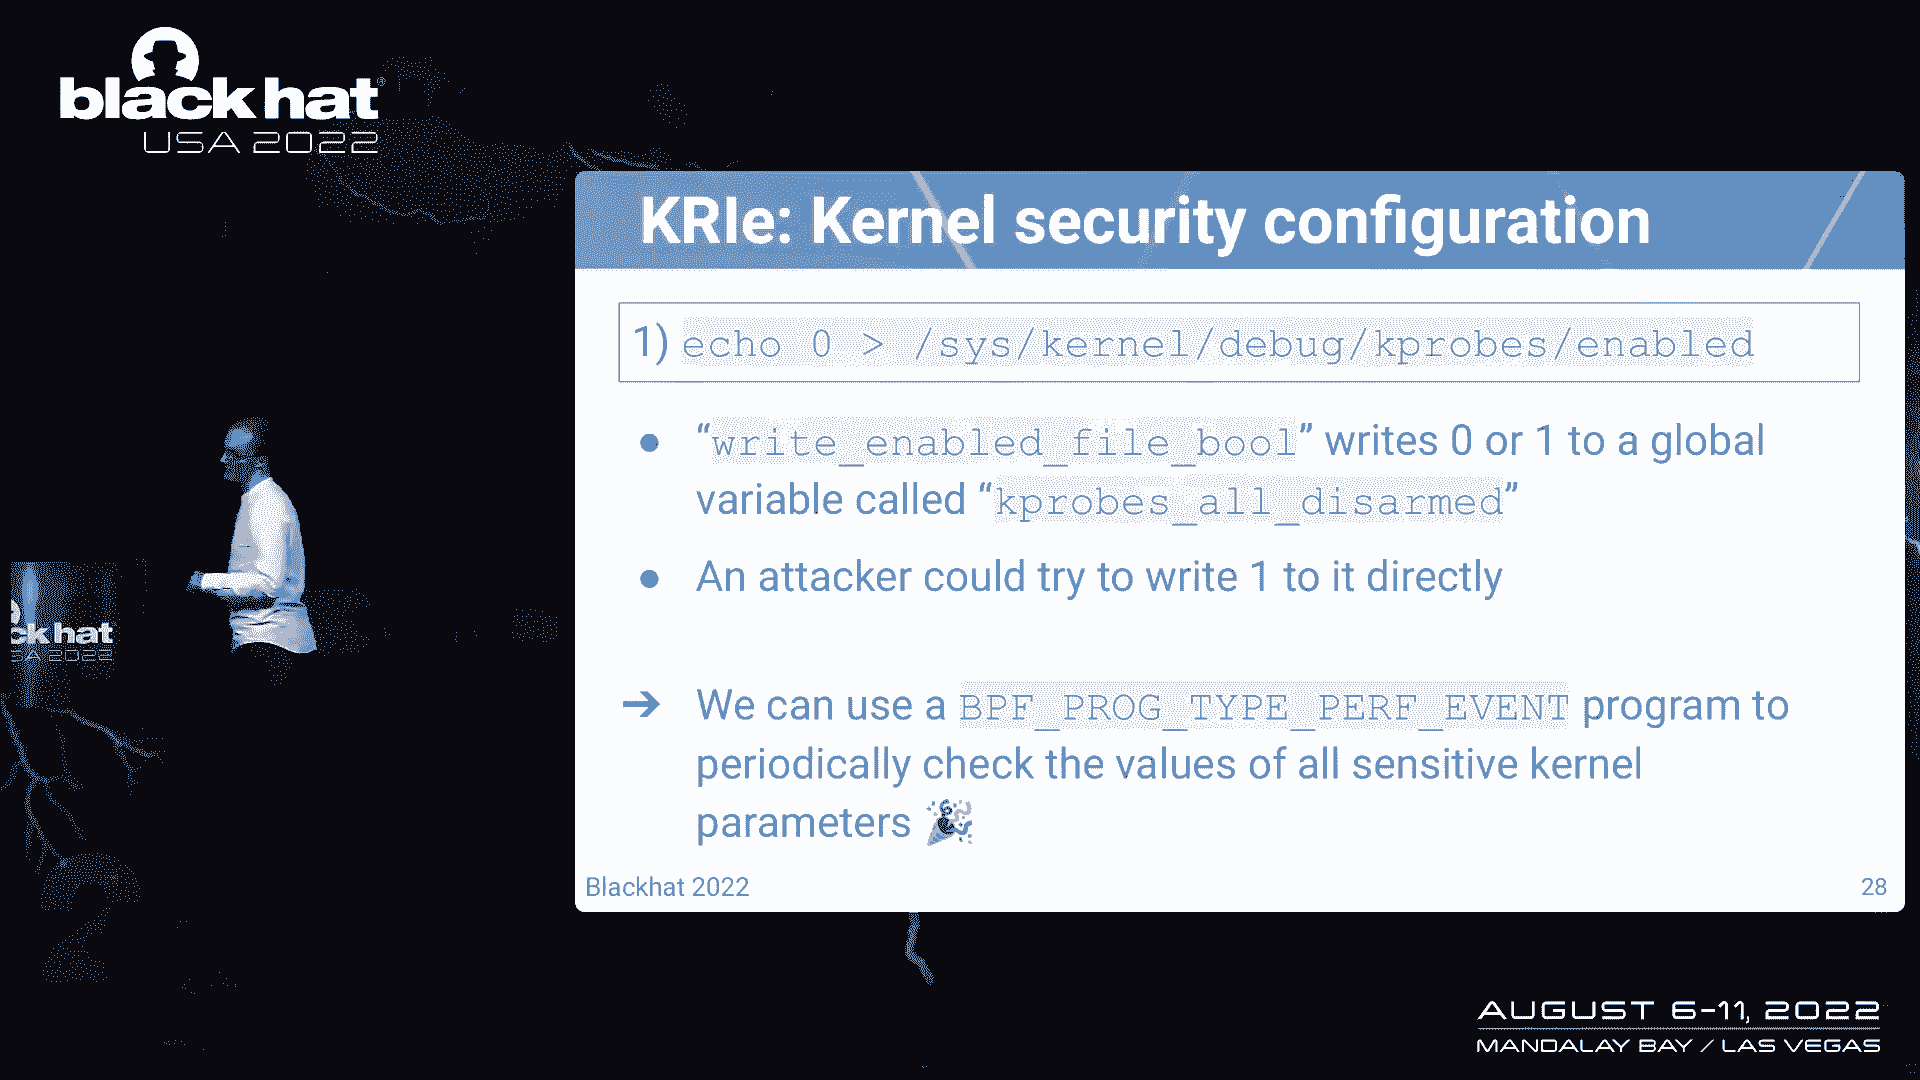 black hat
USA 2022
KRIe: Kernel security configuration
1) echo 0 > /sys/kernel/debug/kprobes/enabled
● “write_enabled_file_bool” writes 0 or 1 to a global
variable called “kprobes_all_disarmed”
● An attacker could try to write 1 to it directly
➔ We can use a BPF_PROG_TYPE_PERF_EVENT program to
periodically check the values of all sensitive kernel
parameters 🎉
Blackhat 2022
28
ck hat
SA 2022
AUGUST 6-11, 2022
MANDALAY BAY / LAS VEGAS